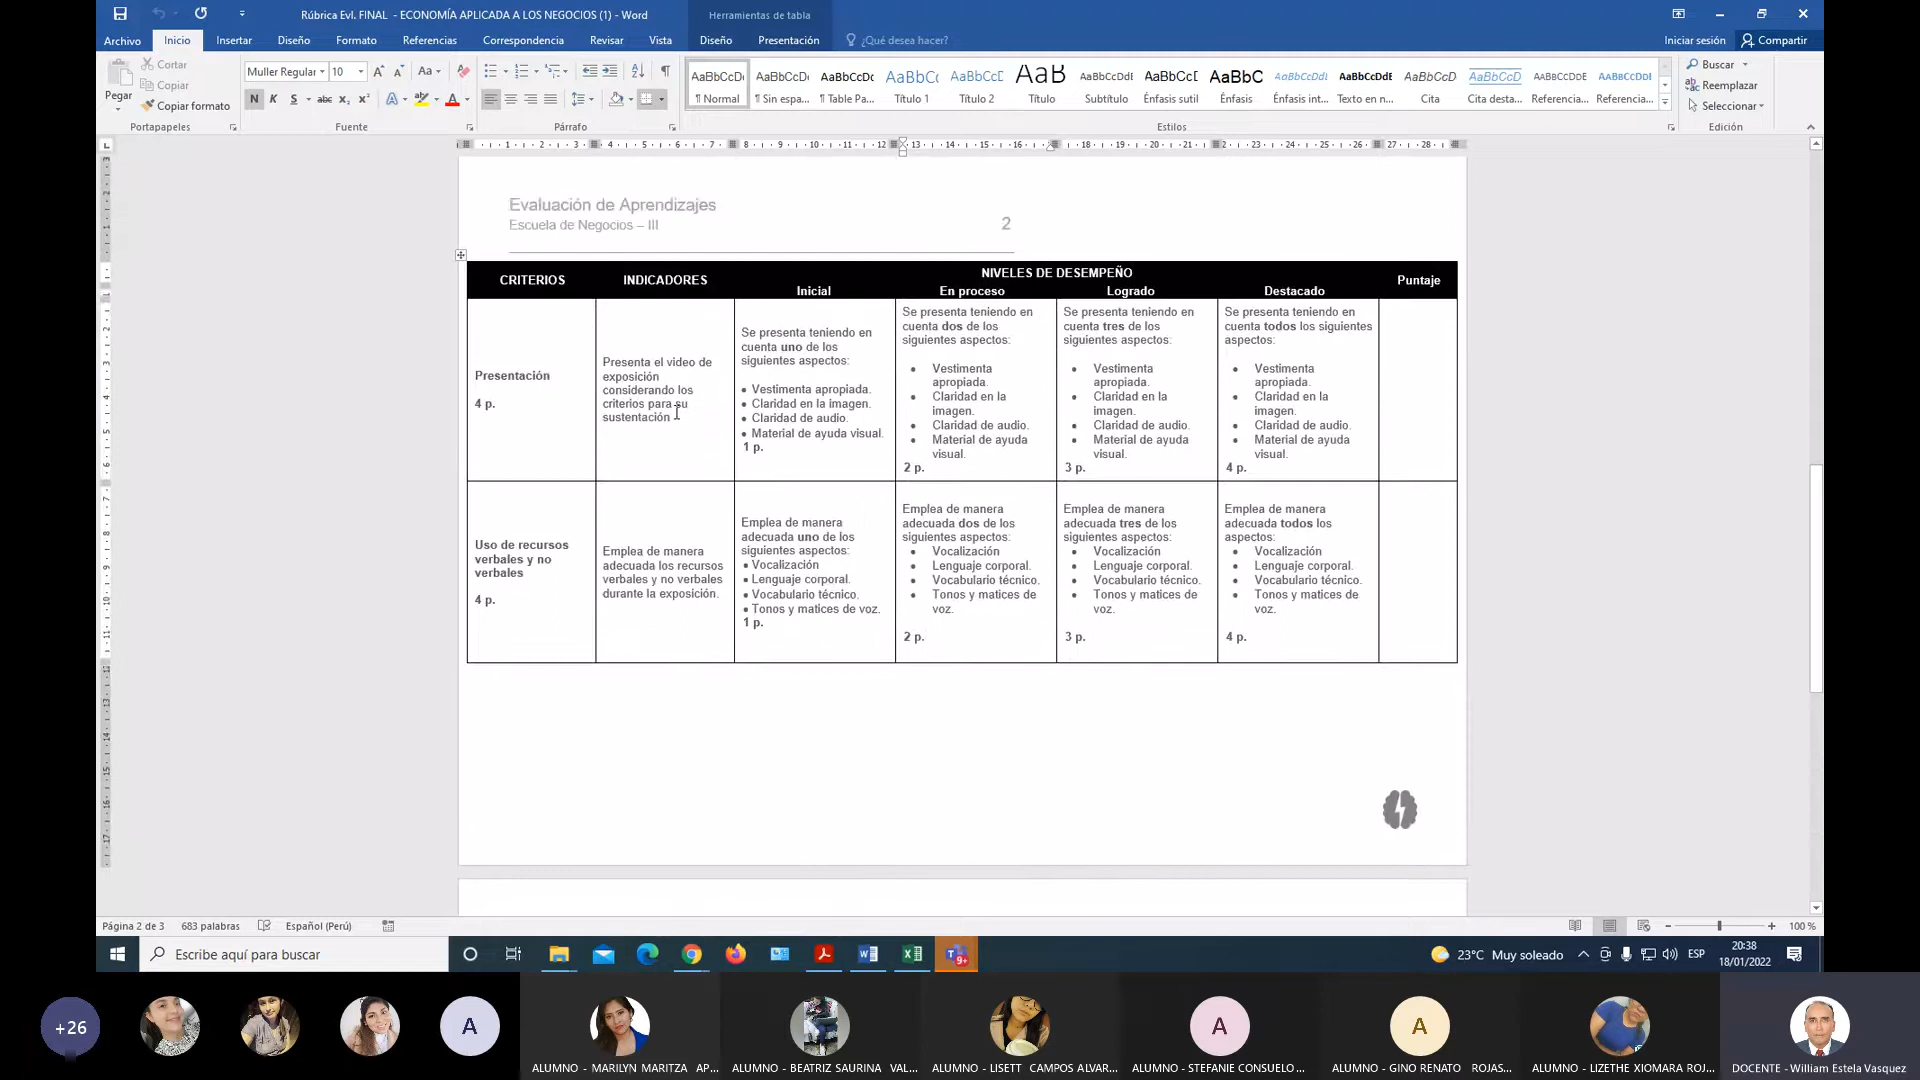 Rúbrica Evl. FINAL - ECONOMÍA APLICADA A LOS NEGOCIOS (1) - Word
Herramientas de tabla
Archivo Inicio Insertar Diseño Formato Referencias Correspondencia Revisar Vista Diseño Presentación ¿Qué desea hacer? Iniciar sesión Compartir
Pegar
Cortar
Copiar
Copiar formato
Portapapeles
Muller Regular 10
Fuente
Párrafo
AaBbCcDc AaBbCcDc AaBbCcDc AaBbCc AaBbCcD AaB AaBbCcDdE AaBbCcE AaBbC AaBbCcDdE AaBbCcDdE AaBbCcD AaBbCcD AaBbCcDDE AaBbCcDdE
¶ Normal ¶ Sin espa... ¶ Table Pa... Título 1 Título 2 Título Subtítulo Énfasis sutil Énfasis Énfasis int... Texto en n... Cita Cita desta... Referencia... Referencia...
Estilos
Buscar
Reemplazar
Seleccionar
Edición
Evaluación de Aprendizajes
Escuela de Negocios – III
2
CRITERIOS INDICADORES NIVELES DE DESEMPEÑO Puntaje
Inicial En proceso Logrado Destacado
Presentación
4 p.
Presenta el video de
exposición
considerando los
criterios para su
sustentación
Se presenta teniendo en
cuenta uno de los
siguientes aspectos:
• Vestimenta apropiada.
• Claridad en la imagen.
• Claridad de audio.
• Material de ayuda visual.
1 p.
Se presenta teniendo en
cuenta dos de los
siguientes aspectos:
• Vestimenta
apropiada.
• Claridad en la
imagen.
• Claridad de audio.
• Material de ayuda
visual.
2 p.
Se presenta teniendo en
cuenta tres de los
siguientes aspectos:
• Vestimenta
apropiada.
• Claridad en la
imagen.
• Claridad de audio.
• Material de ayuda
visual.
3 p.
Se presenta teniendo en
cuenta todos los siguientes
aspectos:
• Vestimenta
apropiada.
• Claridad en la
imagen.
• Claridad de audio.
• Material de ayuda
visual.
4 p.
Uso de recursos
verbales y no
verbales
4 p.
Emplea de manera
adecuada los recursos
verbales y no verbales
durante la exposición.
Emplea de manera
adecuada uno de los
siguientes aspectos:
• Vocalización
• Lenguaje corporal.
• Vocabulario técnico.
• Tonos y matices de voz.
1 p.
Emplea de manera
adecuada dos de los
siguientes aspectos:
• Vocalización
• Lenguaje corporal.
• Vocabulario técnico.
• Tonos y matices de
voz.
2 p.
Emplea de manera
adecuada tres de los
siguientes aspectos:
• Vocalización
• Lenguaje corporal.
• Vocabulario técnico.
• Tonos y matices de
voz.
3 p.
Emplea de manera
adecuada todos los
aspectos:
• Vocalización
• Lenguaje corporal.
• Vocabulario técnico.
• Tonos y matices de
voz.
4 p.
Página 2 de 3 683 palabras Español (Perú) 100 %
Escribe aquí para buscar
9+
23°C Muy soleado
ESP
20:38
18/01/2022
+26
A
A
A
ALUMNO - MARILYN MARITZA AP...
ALUMNO - BEATRIZ SAURINA VAL...
ALUMNO - LISETT CAMPOS ALVAR...
ALUMNO - STEFANIE CONSUELO ...
ALUMNO - GINO RENATO ROJAS...
ALUMNO - LIZETHE XIOMARA ROJ...
DOCENTE - William Estela Vasquez